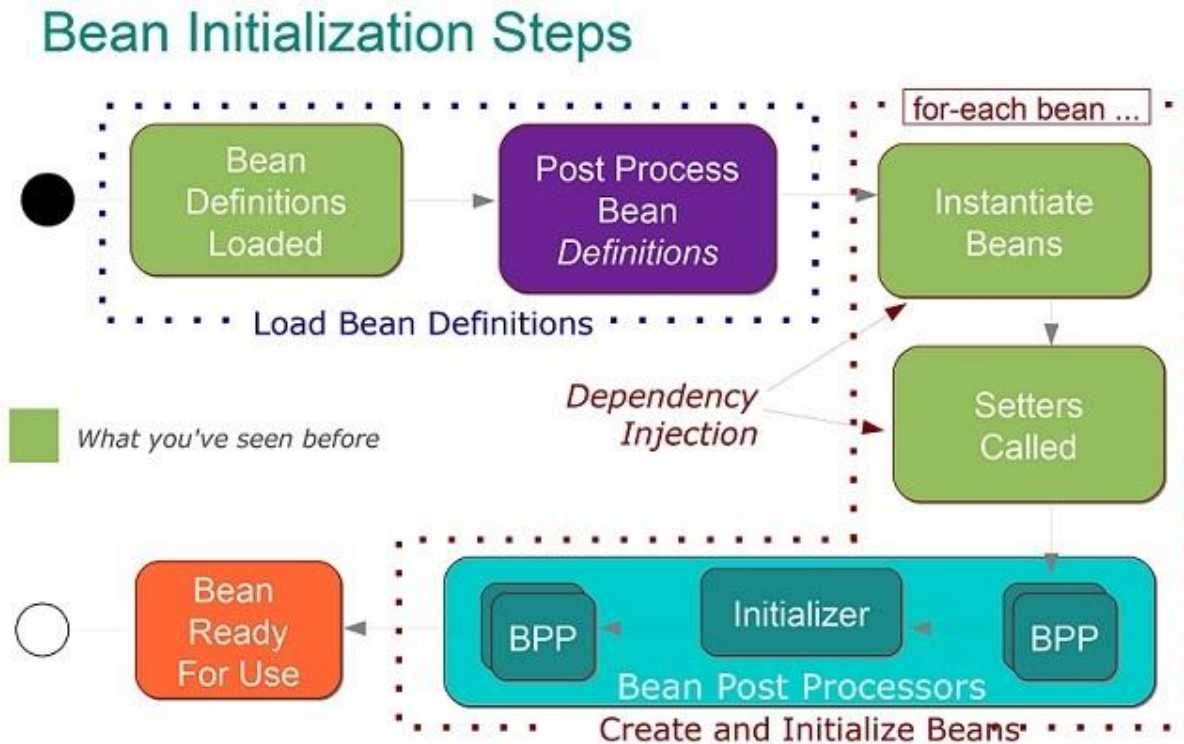 Bean Initialization Steps
for-each bean ...
Bean
Definitions
Loaded
Post Process
Bean
Definitions
Instantiate
Beans
Load Bean Definitions
Dependency
Injection
Setters
Called
What you've seen before
Bean
Ready
For Use
BPP
Initializer
BPP
Bean Post Processors
Create and Initialize Beans